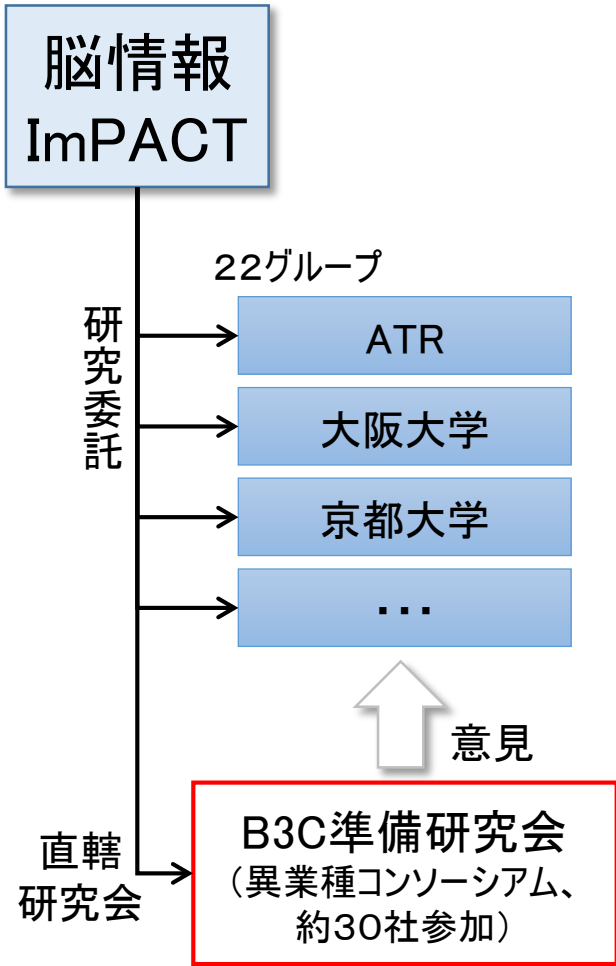 脳情報
ImPACT
２２グループ
研究委託
ATR
大阪大学
京都大学
・・・
意見
直轄
研究会
B3C準備研究会
（異業種コンソーシアム、
約３０社参加）